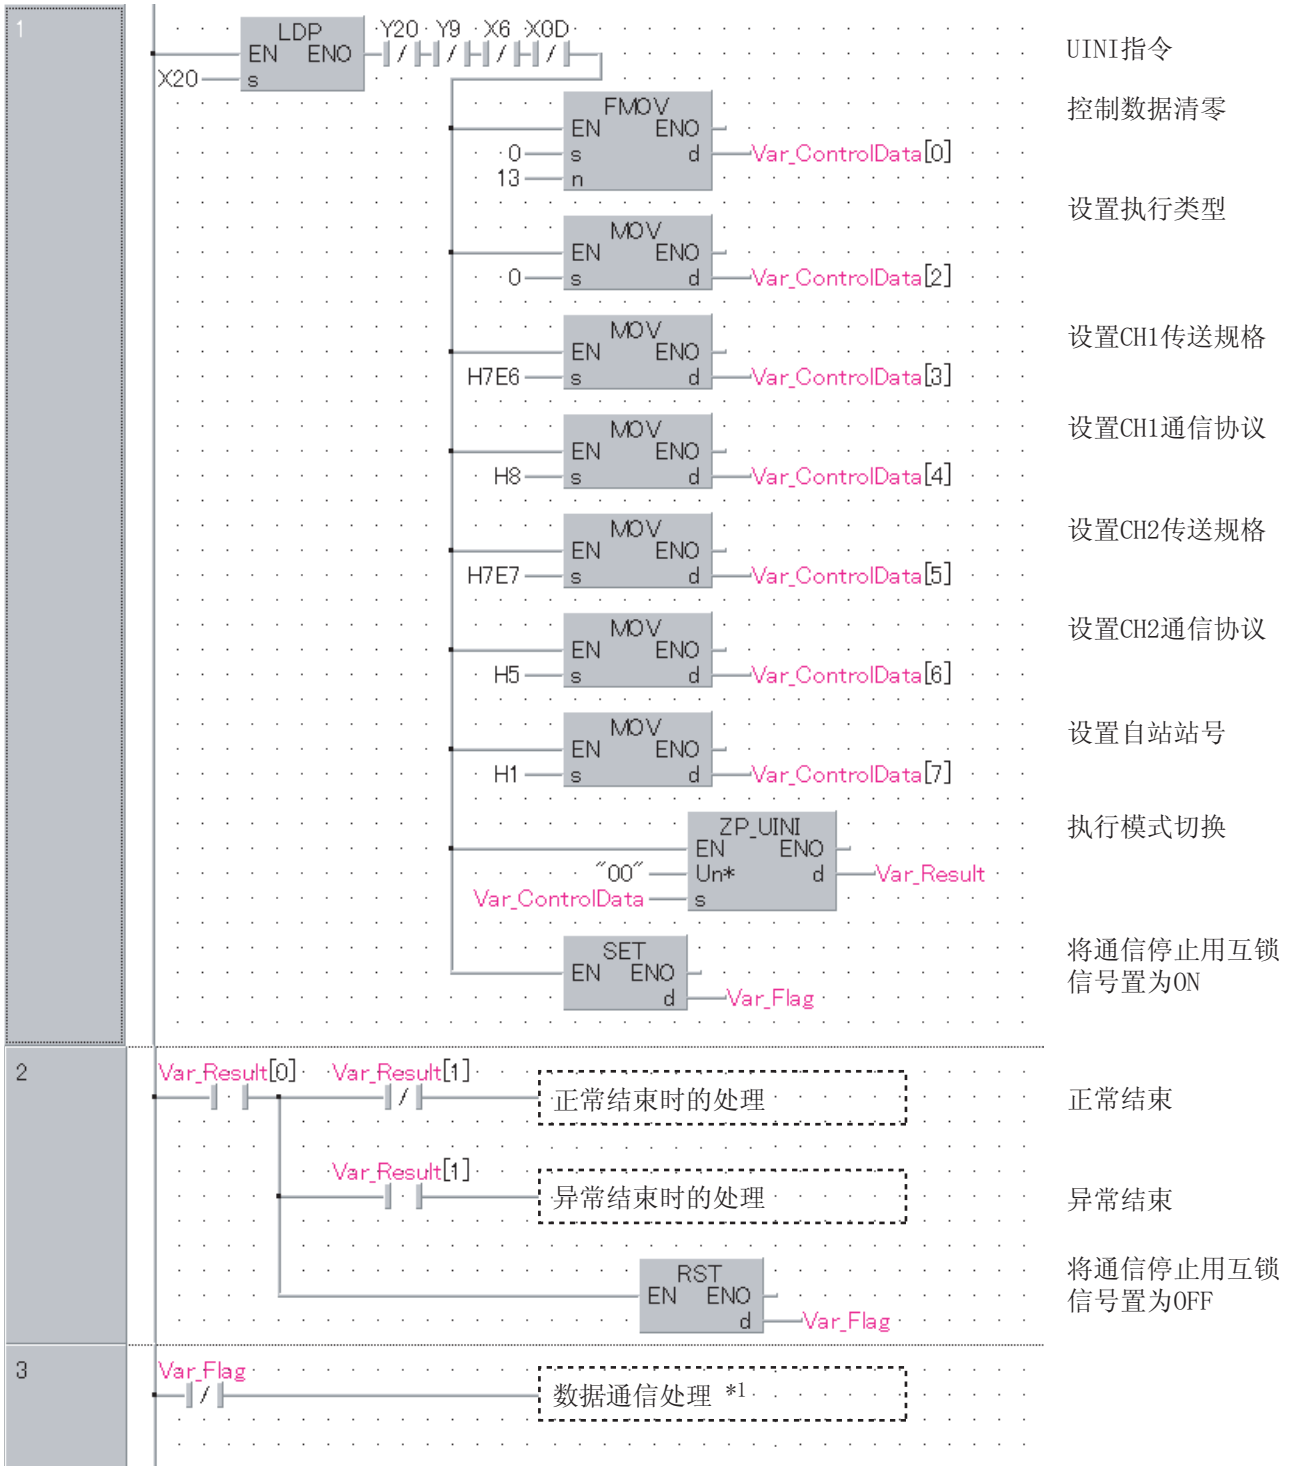 1
LDP Y20 Y9 X6 X0D
EN ENO
X20 s
UINI指令
FMOV 控制数据清零
EN ENO
0 s d Var_ControlData[0]
13 n
MOV 设置执行类型
EN ENO
0 s d Var_ControlData[2]
MOV 设置CH1传送规格
EN ENO
H7E6 s d Var_ControlData[3]
MOV 设置CH1通信协议
EN ENO
H8 s d Var_ControlData[4]
MOV 设置CH2传送规格
EN ENO
H7E7 s d Var_ControlData[5]
MOV 设置CH2通信协议
EN ENO
H5 s d Var_ControlData[6]
MOV 设置自站站号
EN ENO
H1 s d Var_ControlData[7]
ZP_UINI 执行模式切换
EN ENO
"00" Un* d Var_Result
Var_ControlData s
SET 将通信停止用互锁
EN ENO 信号置为ON
d Var_Flag
2
Var_Result[0] Var_Result[1]
正常结束时的处理 正常结束
Var_Result[1]
异常结束时的处理 异常结束
RST 将通信停止用互锁
EN ENO 信号置为OFF
d Var_Flag
3
Var_Flag
数据通信处理 *1